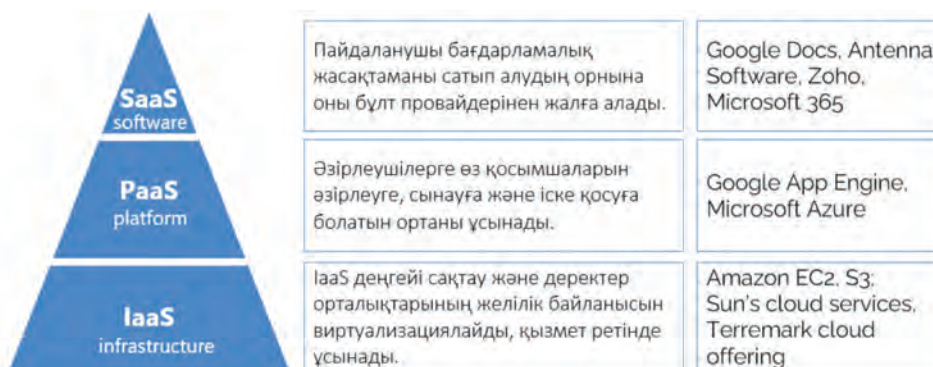 SaaS
software
Пайдаланушы бағдарламалық
жасақтаманы сатып алудың орнына
оны бұлт провайдерінен жалға алады.
Google Docs, Antenna
Software, Zoho,
Microsoft 365
PaaS
platform
Әзірлеушілерге өз қосымшаларын
әзірлеуге, сынауға және іске қосуға
болатын ортаны ұсынады.
Google App Engine,
Microsoft Azure
IaaS
infrastructure
IaaS деңгейі сақтау және деректер
орталықтарының желілік байланысын
виртуализациялайды, қызмет ретінде
ұсынады.
Amazon EC2, S3;
Sun's cloud services,
Terremark cloud
offering